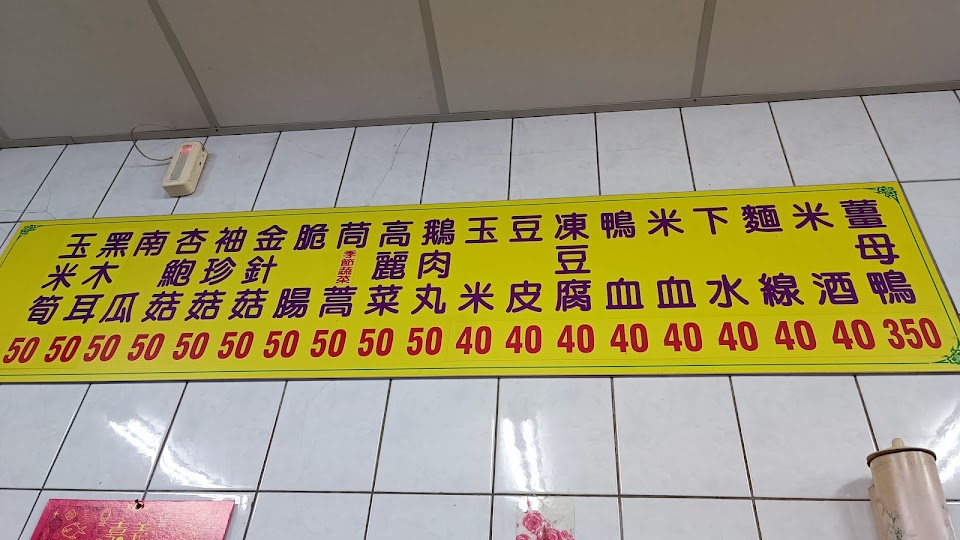 薑母鴨 350
米酒 40
麵線 40
下水 40
米血 40
鴨血 40
凍豆腐 40
豆皮 40
玉米 40
鵝肉丸 50
高麗菜 50
茼季節蔬菜蒿 50
脆腸 50
金針菇 50
袖珍菇 50
杏鮑菇 50
南瓜 50
黑木耳 50
玉米筍 50